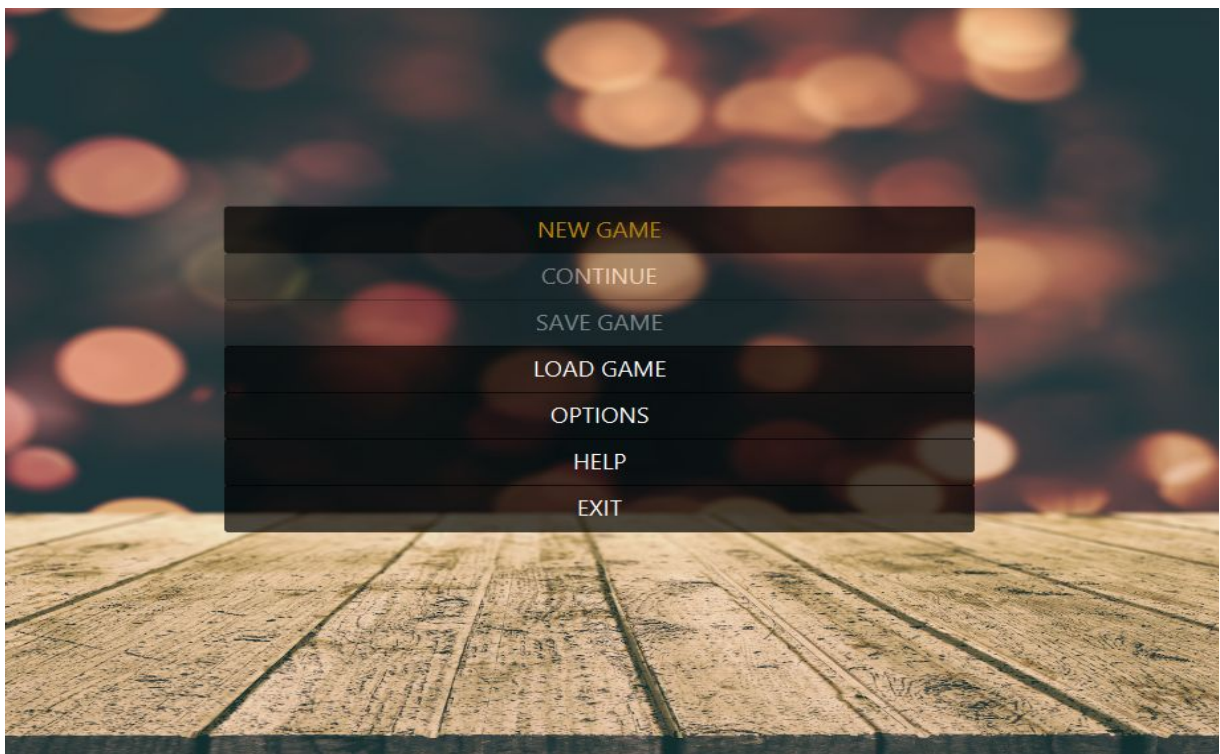 NEW GAME
CONTINUE
SAVE GAME
LOAD GAME
OPTIONS
HELP
EXIT